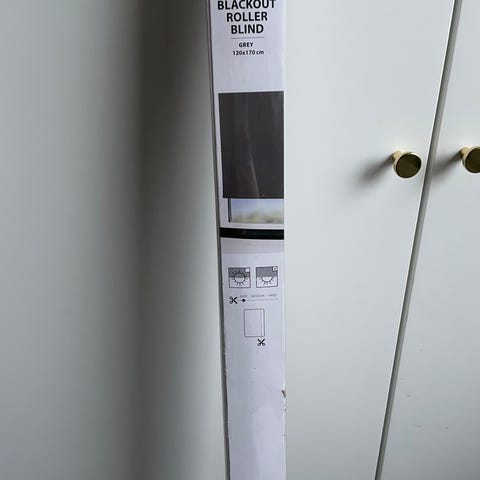 BLACKOUT
ROLLER
BLIND
GREY
120x170 cm